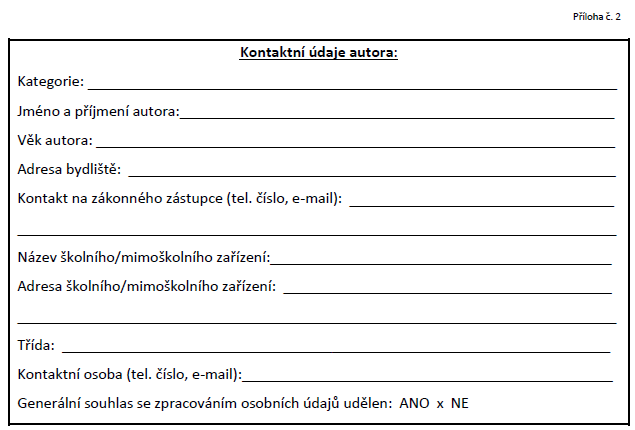 Příloha č. 2
Kontaktní údaje autora:
Kategorie:
Jméno a příjmení autora:
Věk autora:
Adresa bydliště:
Kontakt na zákonného zástupce (tel. číslo, e-mail):
Název školního/mimoškolního zařízení:
Adresa školního/mimoškolního zařízení:
Třída:
Kontaktní osoba (tel. číslo, e-mail):
Generální souhlas se zpracováním osobních údajů udělen: ANO x NE